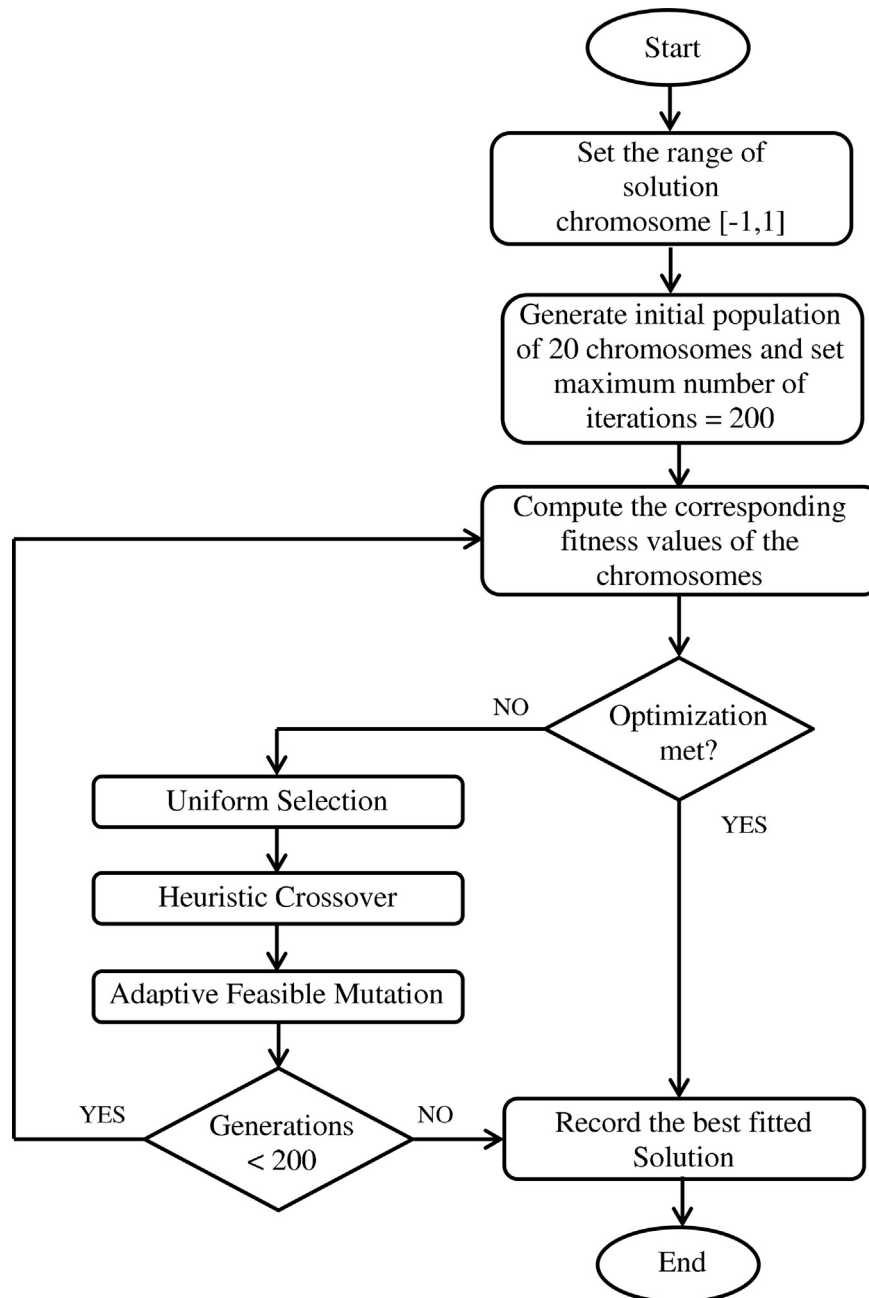 Start
Set the range of
solution
chromosome [-1,1]
Generate initial population
of 20 chromosomes and set
maximum number of
iterations = 200
Compute the corresponding
fitness values of the
chromosomes
NO
Optimization
met?
Uniform Selection
YES
Heuristic Crossover
Adaptive Feasible Mutation
YES
Generations
< 200
NO
Record the best fitted
Solution
End